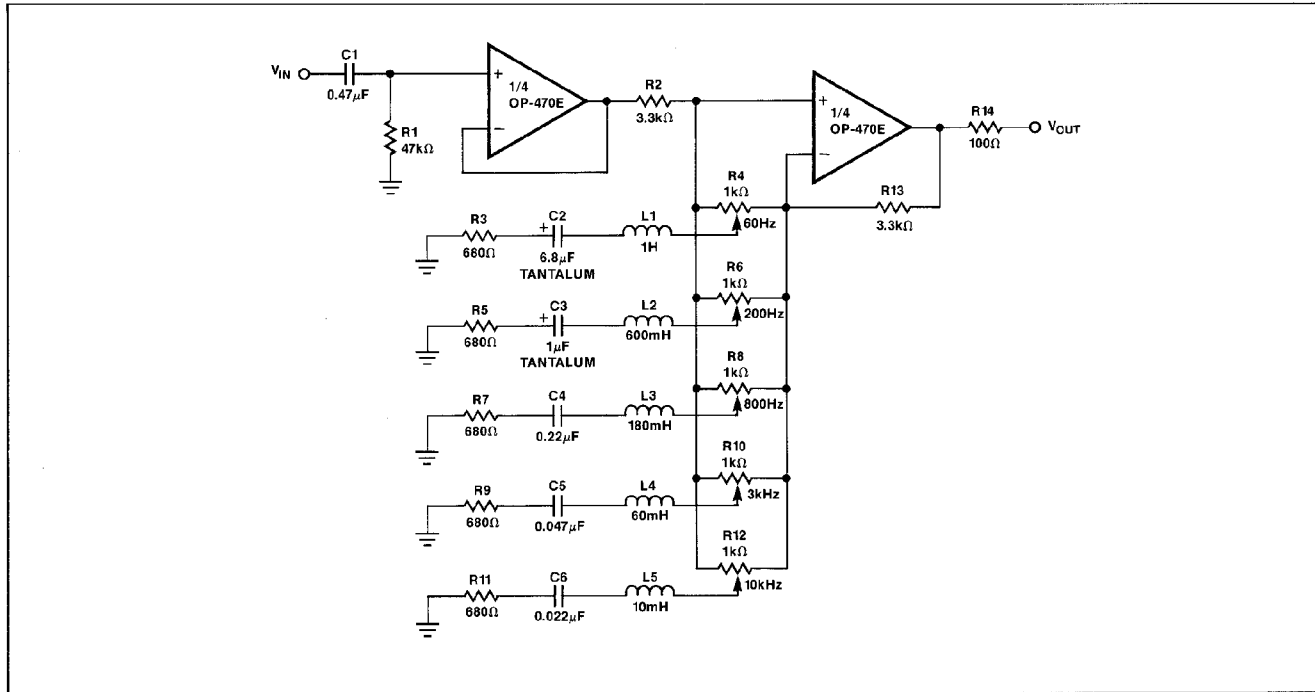 C1
V_IN
0.47μF
R1
47kΩ
+
−
1/4
OP-470E
R2
3.3kΩ
+
−
1/4
OP-470E
R14
100Ω
V_OUT
R13
3.3kΩ
R3
680Ω
+
C2
6.8μF
TANTALUM
L1
1H
R4
1kΩ
60Hz
R5
680Ω
+
C3
1μF
TANTALUM
L2
600mH
R6
1kΩ
200Hz
R7
680Ω
C4
0.22μF
L3
180mH
R8
1kΩ
800Hz
R9
680Ω
C5
0.047μF
L4
60mH
R10
1kΩ
3kHz
R11
680Ω
C6
0.022μF
L5
10mH
R12
1kΩ
10kHz